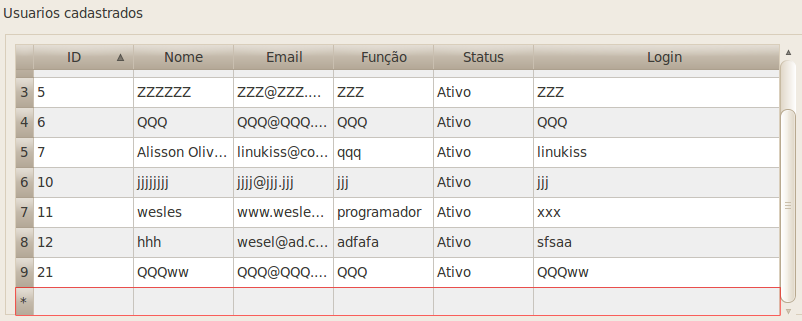 Usuarios cadastrados
ID Nome Email Função Status Login
3 5 ZZZZZZ ZZZ@ZZZ.... ZZZ Ativo ZZZ
4 6 QQQ QQQ@QQQ.... QQQ Ativo QQQ
5 7 Alisson Oliv... linukiss@co... qqq Ativo linukiss
6 10 jjjjjjjj jjjj@jjj.jjj jjj Ativo jjj
7 11 wesles www.wesle... programador Ativo xxx
8 12 hhh wesel@ad.c... adfafa Ativo sfsaa
9 21 QQQww QQQ@QQQ.... QQQ Ativo QQQww
*